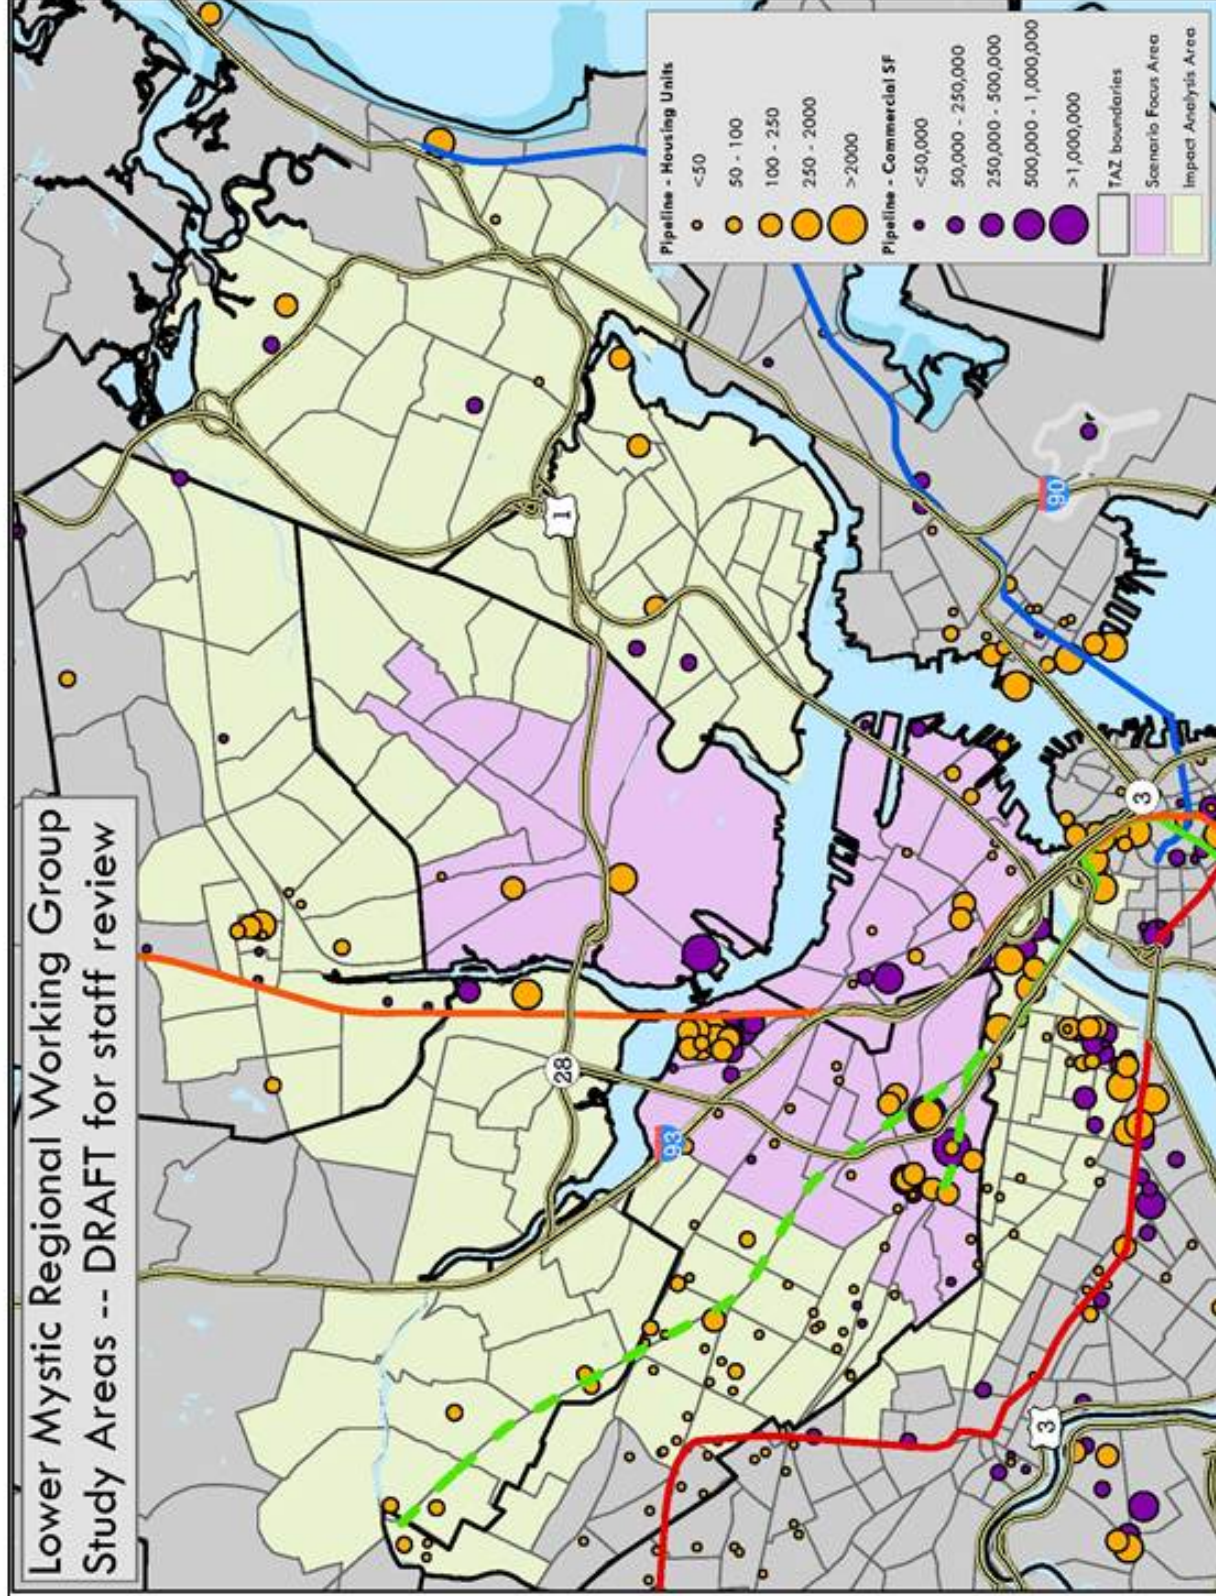 Lower Mystic Regional Working Group
Study Areas -- DRAFT for staff review
1
28
93
90
3
3
Pipeline - Housing Units
<50
50 - 100
100 - 250
250 - 2000
>2000
Pipeline - Commercial SF
<50,000
50,000 - 250,000
250,000 - 500,000
500,000 - 1,000,000
>1,000,000
TAZ boundaries
Scenario Focus Area
Impact Analysis Area